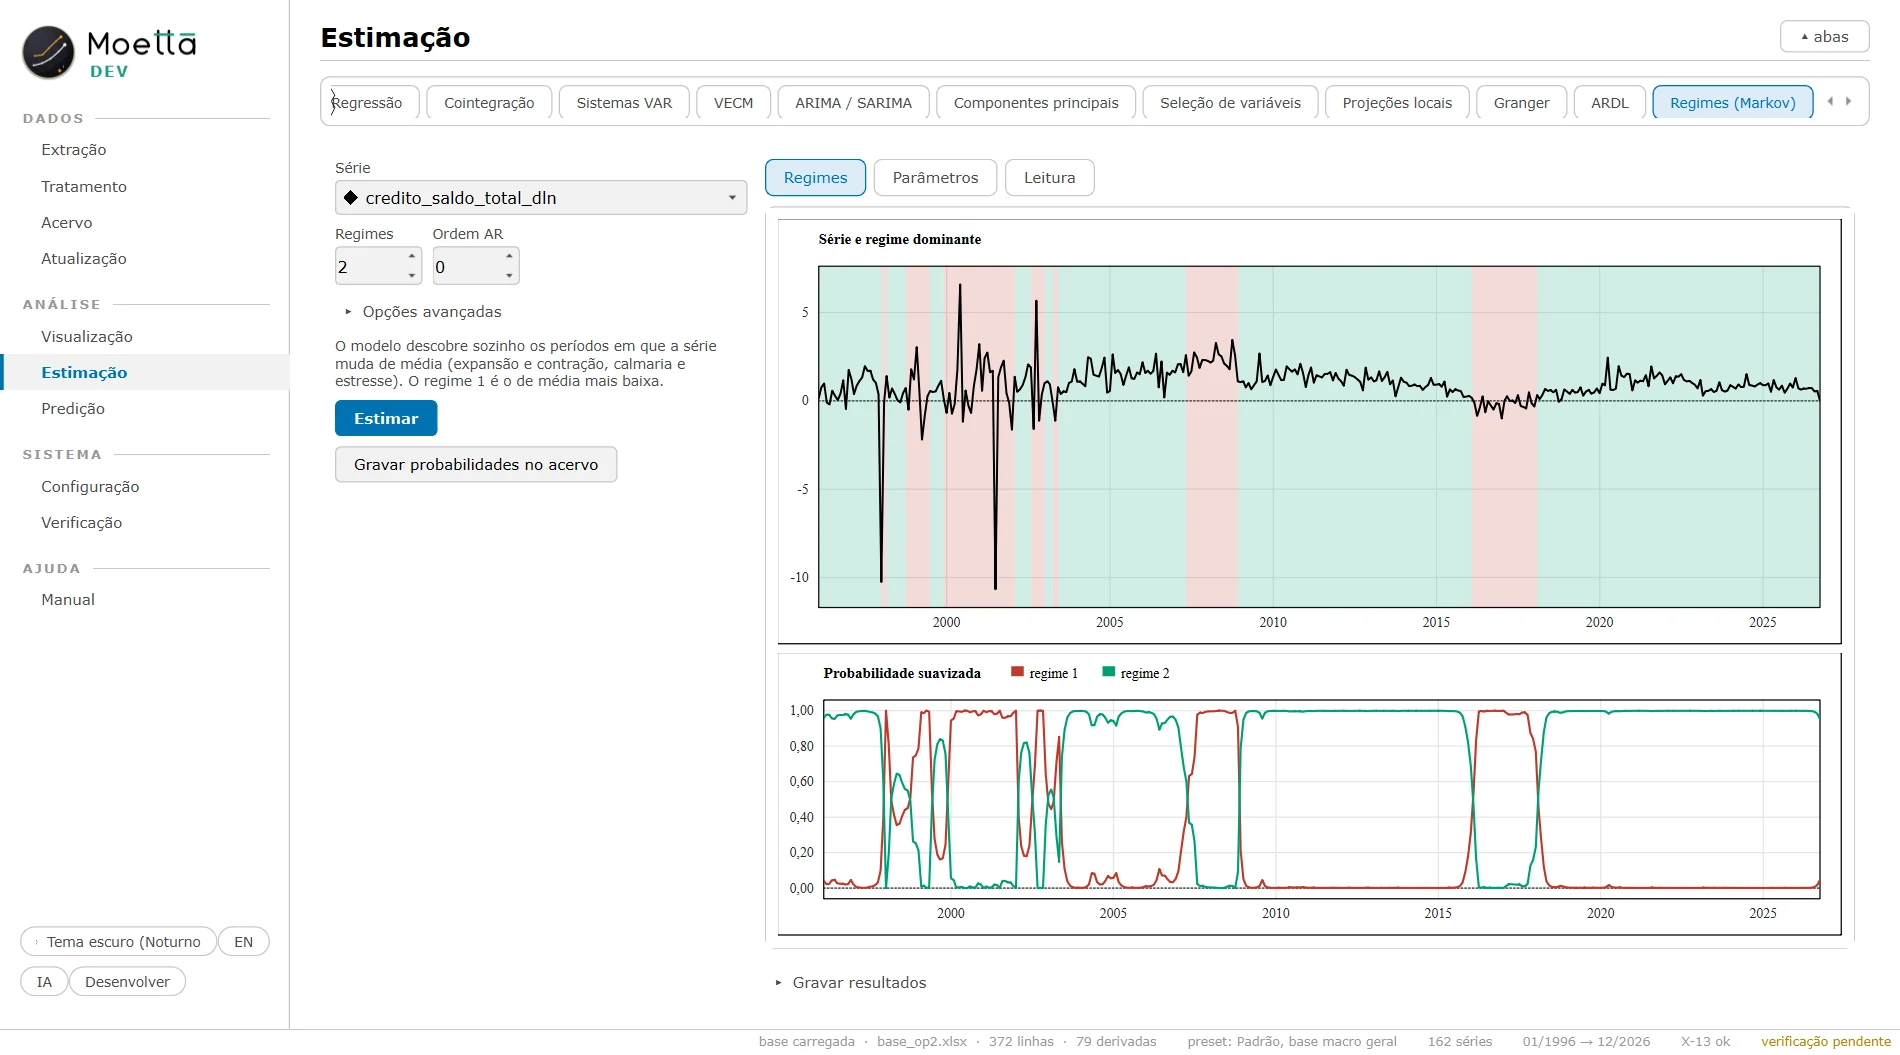 Moetta
DEV
DADOS
Extração
Tratamento
Acervo
Atualização
ANÁLISE
Visualização
Estimação
Predição
SISTEMA
Configuração
Verificação
AJUDA
Manual
Tema escuro (Noturno
EN
IA
Desenvolver
Estimação
▲ abas
Regressão
Cointegração
Sistemas VAR
VECM
ARIMA / SARIMA
Componentes principais
Seleção de variáveis
Projeções locais
Granger
ARDL
Regimes (Markov)
Série
◆ credito_saldo_total_dln
Regimes
Ordem AR
2
0
Opções avançadas
O modelo descobre sozinho os períodos em que a série
muda de média (expansão e contração, calmaria e
estresse). O regime 1 é o de média mais baixa.
Estimar
Gravar probabilidades no acervo
Regimes
Parâmetros
Leitura
Série e regime dominante
5
0
-5
-10
2000 2005 2010 2015 2020 2025
Probabilidade suavizada
regime 1
regime 2
1,00
0,80
0,60
0,40
0,20
0,00
2000 2005 2010 2015 2020 2025
Gravar resultados
base carregada · base_op2.xlsx · 372 linhas · 79 derivadas preset: Padrão, base macro geral 162 séries 01/1996 → 12/2026 X-13 ok verificação pendente